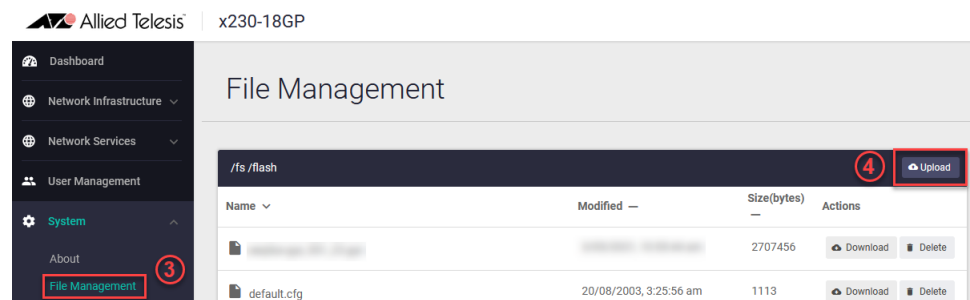 Allied Telesis x230-18GP
Dashboard
Network Infrastructure
Network Services
User Management
System
About
File Management
3
File Management
/fs /flash
4
Upload
Name Modified — Size(bytes) — Actions
2707456 Download Delete
default.cfg 20/08/2003, 3:25:56 am 1113 Download Delete